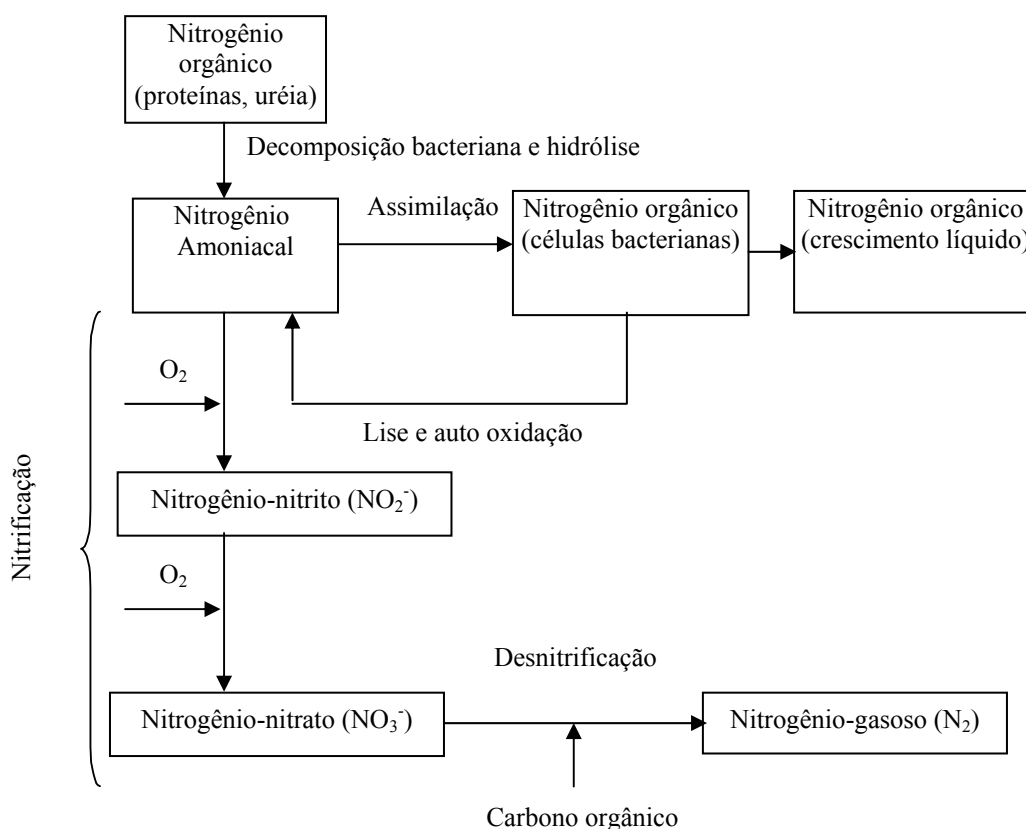 Nitrogênio
orgânico
(proteínas, uréia)
Decomposição bacteriana e hidrólise
Nitrogênio
Amoniacal
Assimilação
Nitrogênio orgânico
(células bacterianas)
Nitrogênio orgânico
(crescimento líquido)
O2
Lise e auto oxidação
Nitrificação
Nitrogênio-nitrito (NO2-)
O2
Desnitrificação
Nitrogênio-nitrato (NO3-)
Nitrogênio-gasoso (N2)
Carbono orgânico